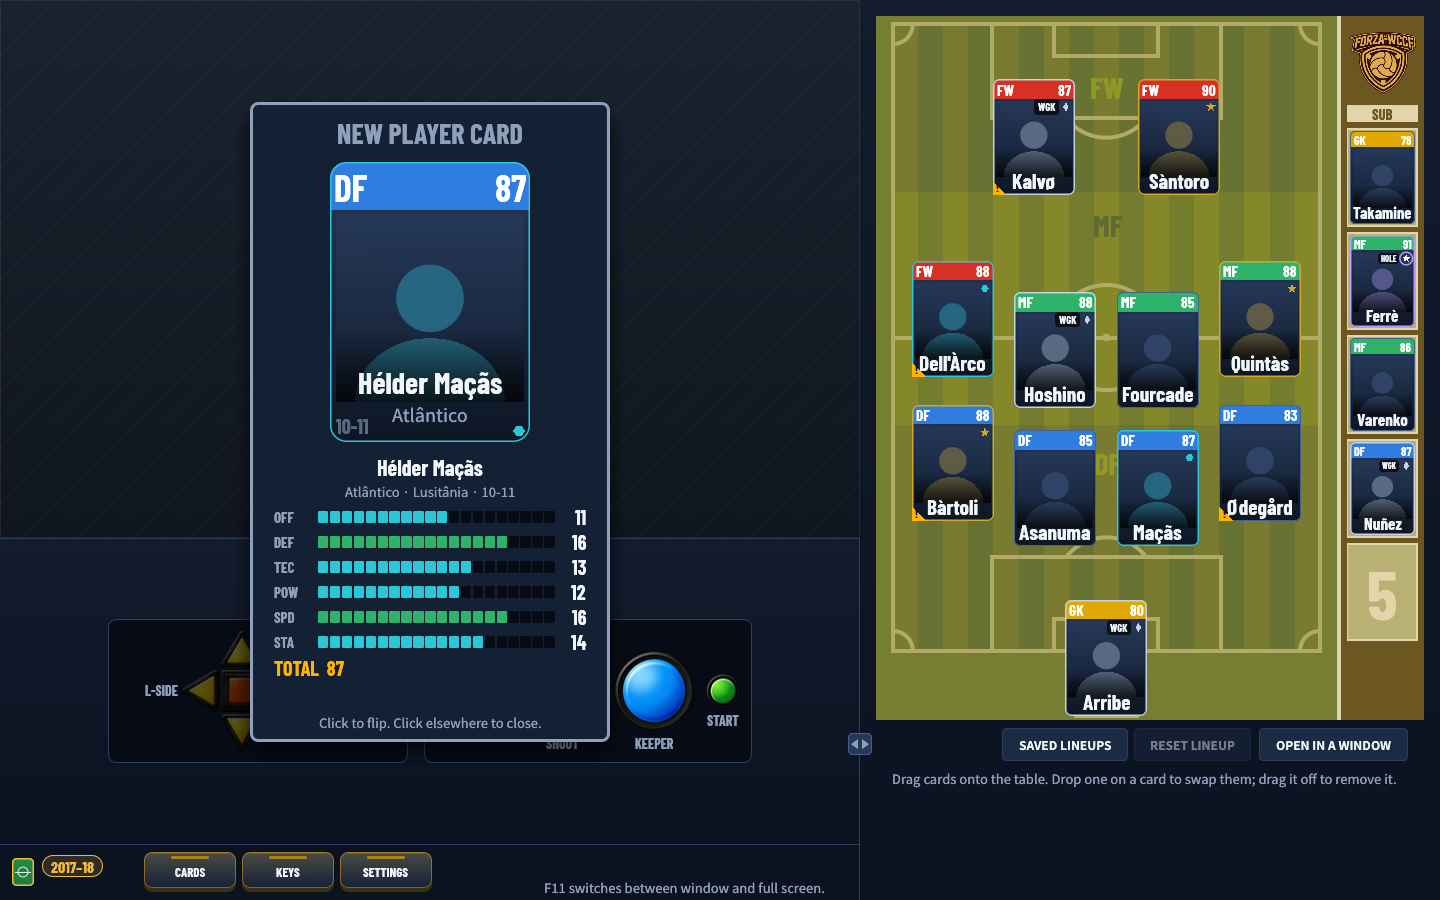 NEW PLAYER CARD
DF 87
Hélder Maçãs
10-11 Atlântico
Hélder Maçãs
Atlântico · Lusitânia · 10-11
OFF 11
DEF 16
TEC 13
POW 12
SPD 16
STA 14
TOTAL 87
Click to flip. Click elsewhere to close.
L-SIDE
SHOOT
KEEPER
START
2017-18
CARDS
KEYS
SETTINGS
F11 switches between window and full screen.
FW
MF
DF
FW 87
WGK
Kalvø
FW 90
Sàntoro
FW 88
Dell'Àrco
MF 88
WGK
Hoshino
MF 85
Fourcade
MF 88
Quintàs
DF 88
Bàrtoli
DF 85
Asanuma
DF 87
Maçãs
DF 83
Ødegård
GK 80
WGK
Arribe
FORZA-WCCF
SUB
GK 78
Takamine
MF 91
HOLE
Ferrè
MF 86
Varenko
DF 87
WGK
Nuñez
5
SAVED LINEUPS
RESET LINEUP
OPEN IN A WINDOW
Drag cards onto the table. Drop one on a card to swap them; drag it off to remove it.